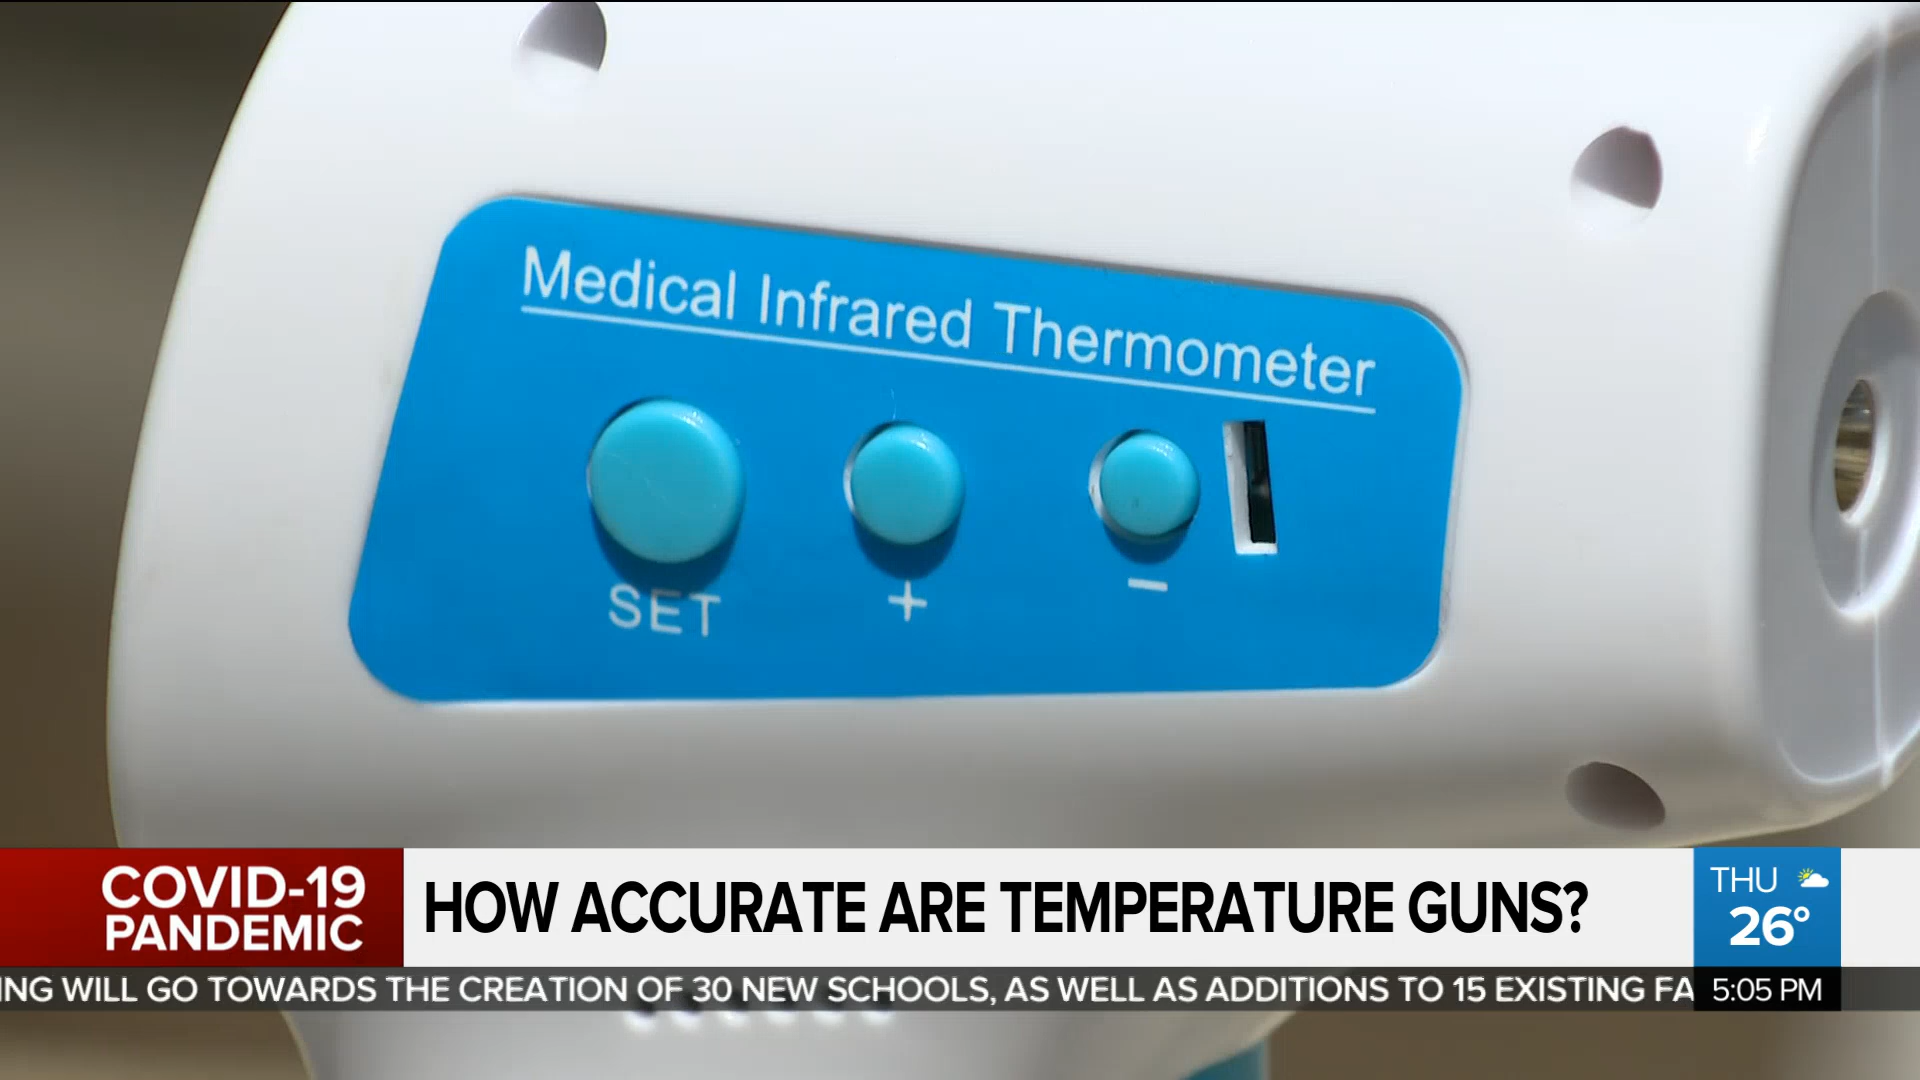 Medical Infrared Thermometer
SET + −
COVID-19
PANDEMIC
HOW ACCURATE ARE TEMPERATURE GUNS?
THU
26°
ING WILL GO TOWARDS THE CREATION OF 30 NEW SCHOOLS, AS WELL AS ADDITIONS TO 15 EXISTING FA
5:05 PM